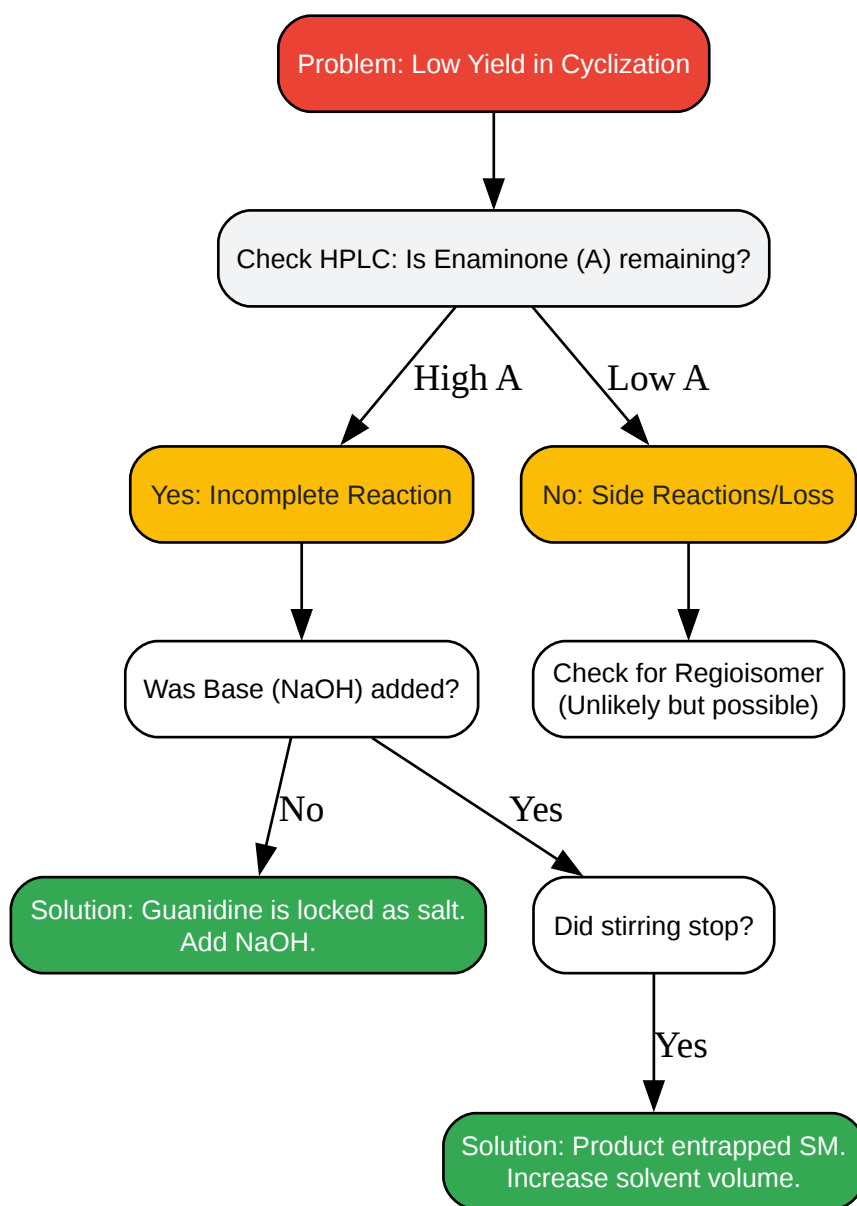 Problem: Low Yield in Cyclization
Check HPLC: Is Enaminone (A) remaining?
High A
Low A
Yes: Incomplete Reaction
No: Side Reactions/Loss
Was Base (NaOH) added?
Check for Regioisomer
(Unlikely but possible)
No
Yes
Solution: Guanidine is locked as salt.
Add NaOH.
Did stirring stop?
Yes
Solution: Product entrapped SM.
Increase solvent volume.